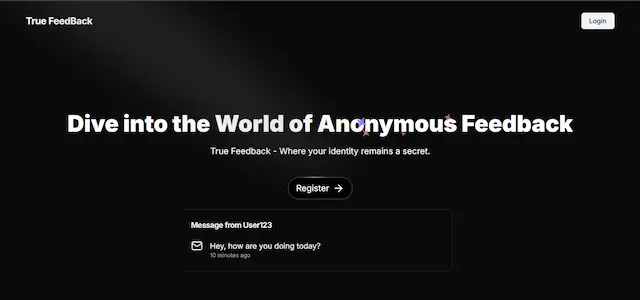 True FeedBack
Login
Dive into the World of Anonymous Feedback
True Feedback - Where your identity remains a secret.
Register
Message from User123
Hey, how are you doing today?
10 minutes ago